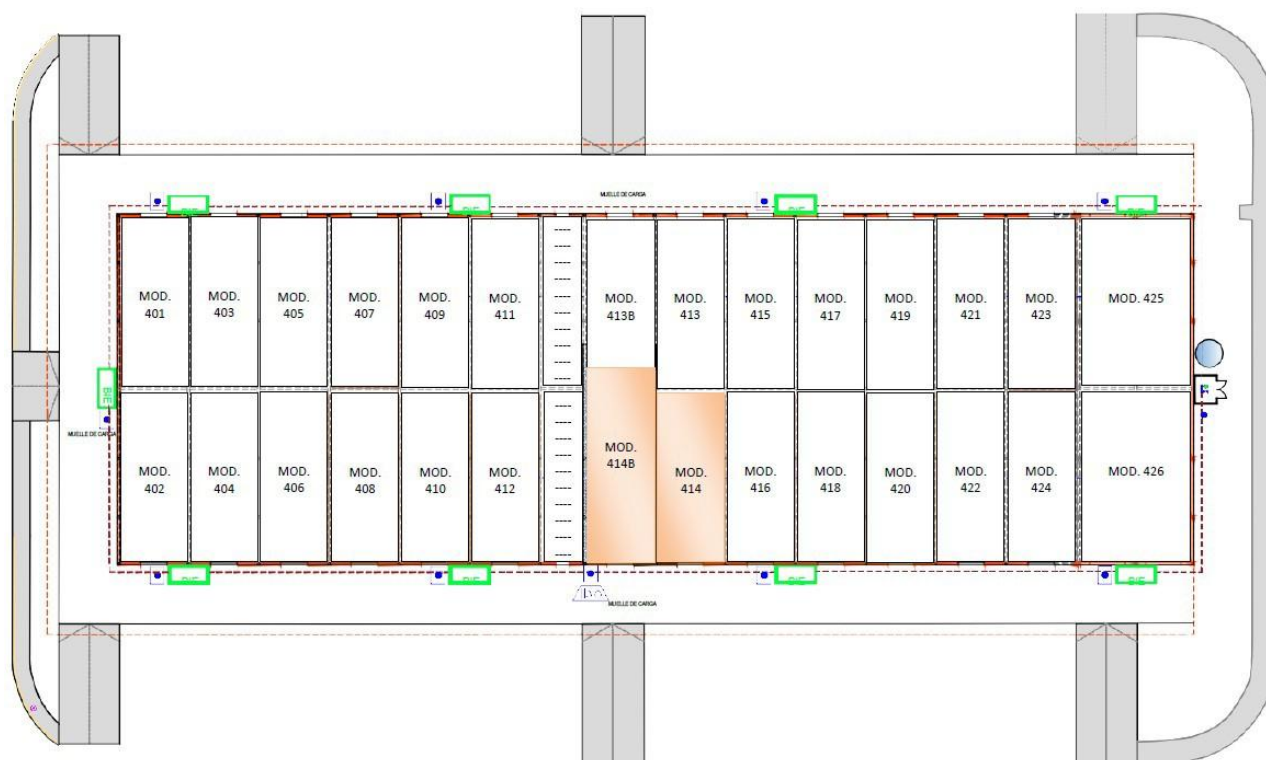 MUELLE DE CARGA
MOD.
401
MOD.
403
MOD.
405
MOD.
407
MOD.
409
MOD.
411
MOD.
413B
MOD.
413
MOD.
415
MOD.
417
MOD.
419
MOD.
421
MOD.
423
MOD. 425
BIE
MUELLE DE CARGA
MOD.
402
MOD.
404
MOD.
406
MOD.
408
MOD.
410
MOD.
412
MOD.
414B
MOD.
414
MOD.
416
MOD.
418
MOD.
420
MOD.
422
MOD.
424
MOD. 426
MUELLE DE CARGA